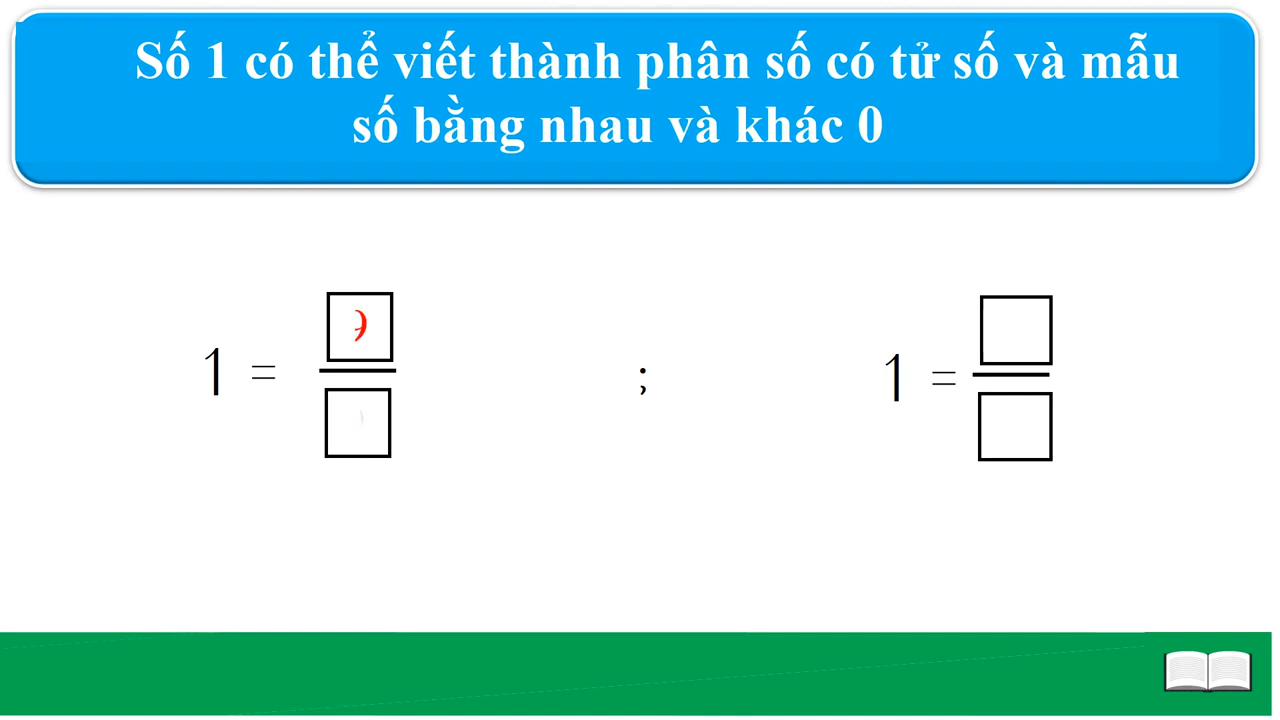 Số 1 có thể viết thành phân số có tử số và mẫu
số bằng nhau và khác 0
1 = ; 1 =